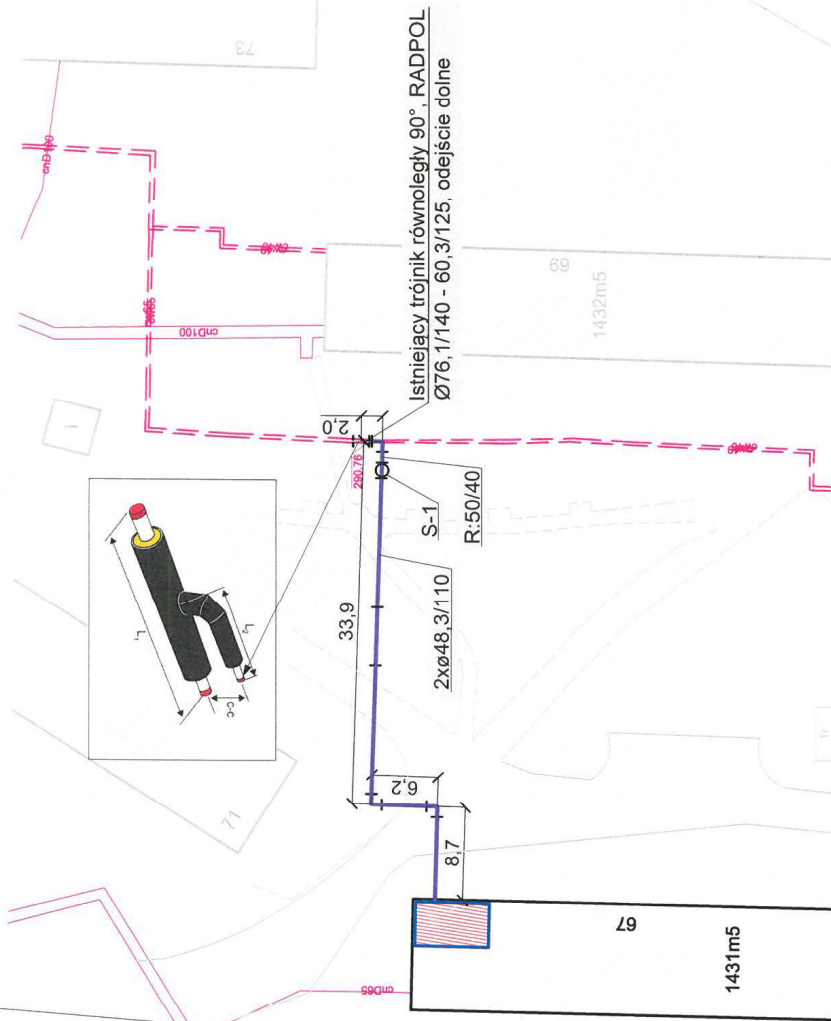 73
cnD100
cnD100
Istniejący trójnik równoległy 90°, RADPOL
Ø76,1/140 - 60,3/125, odejście dolne
69
1432m5
2,0
290.76
S-1
R:50/40
33,9
2xø48,3/110
L₁
L₂
c-c
6,2
8,7
71
Tr
67
1431m5
cnD65